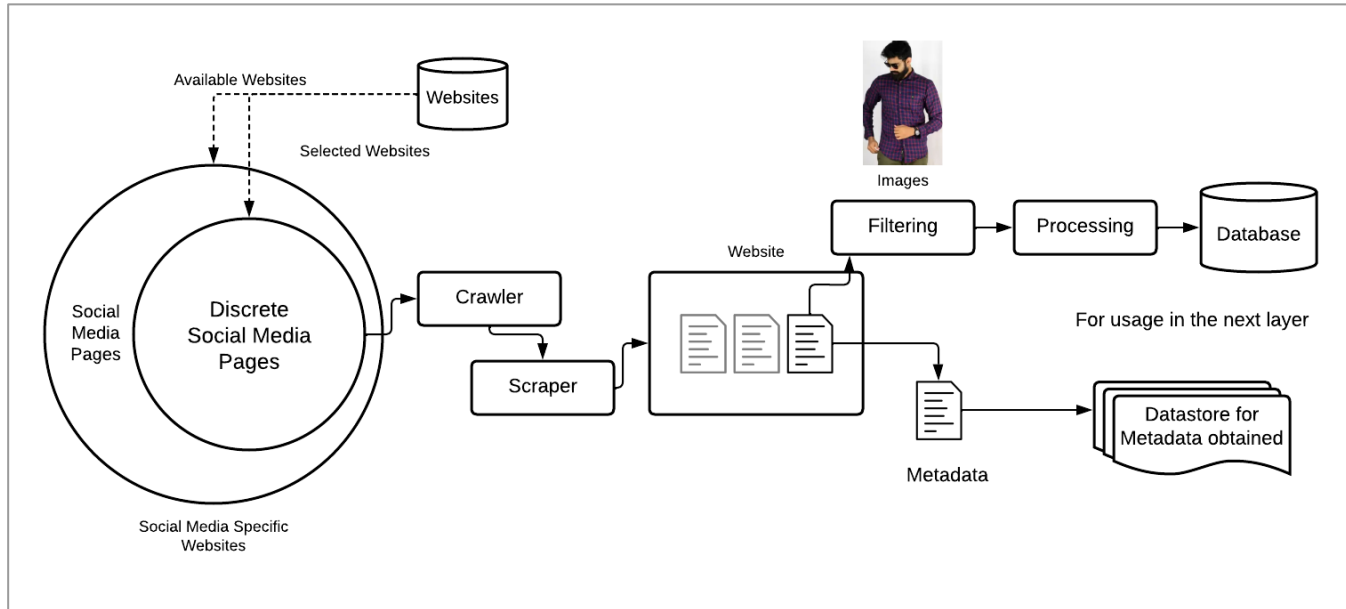 Available Websites
Websites
Selected Websites
Images
Filtering
Processing
Database
Website
Crawler
Social
Media
Pages
Discrete
Social Media
Pages
For usage in the next layer
Scraper
Datastore for
Metadata obtained
Metadata
Social Media Specific
Websites